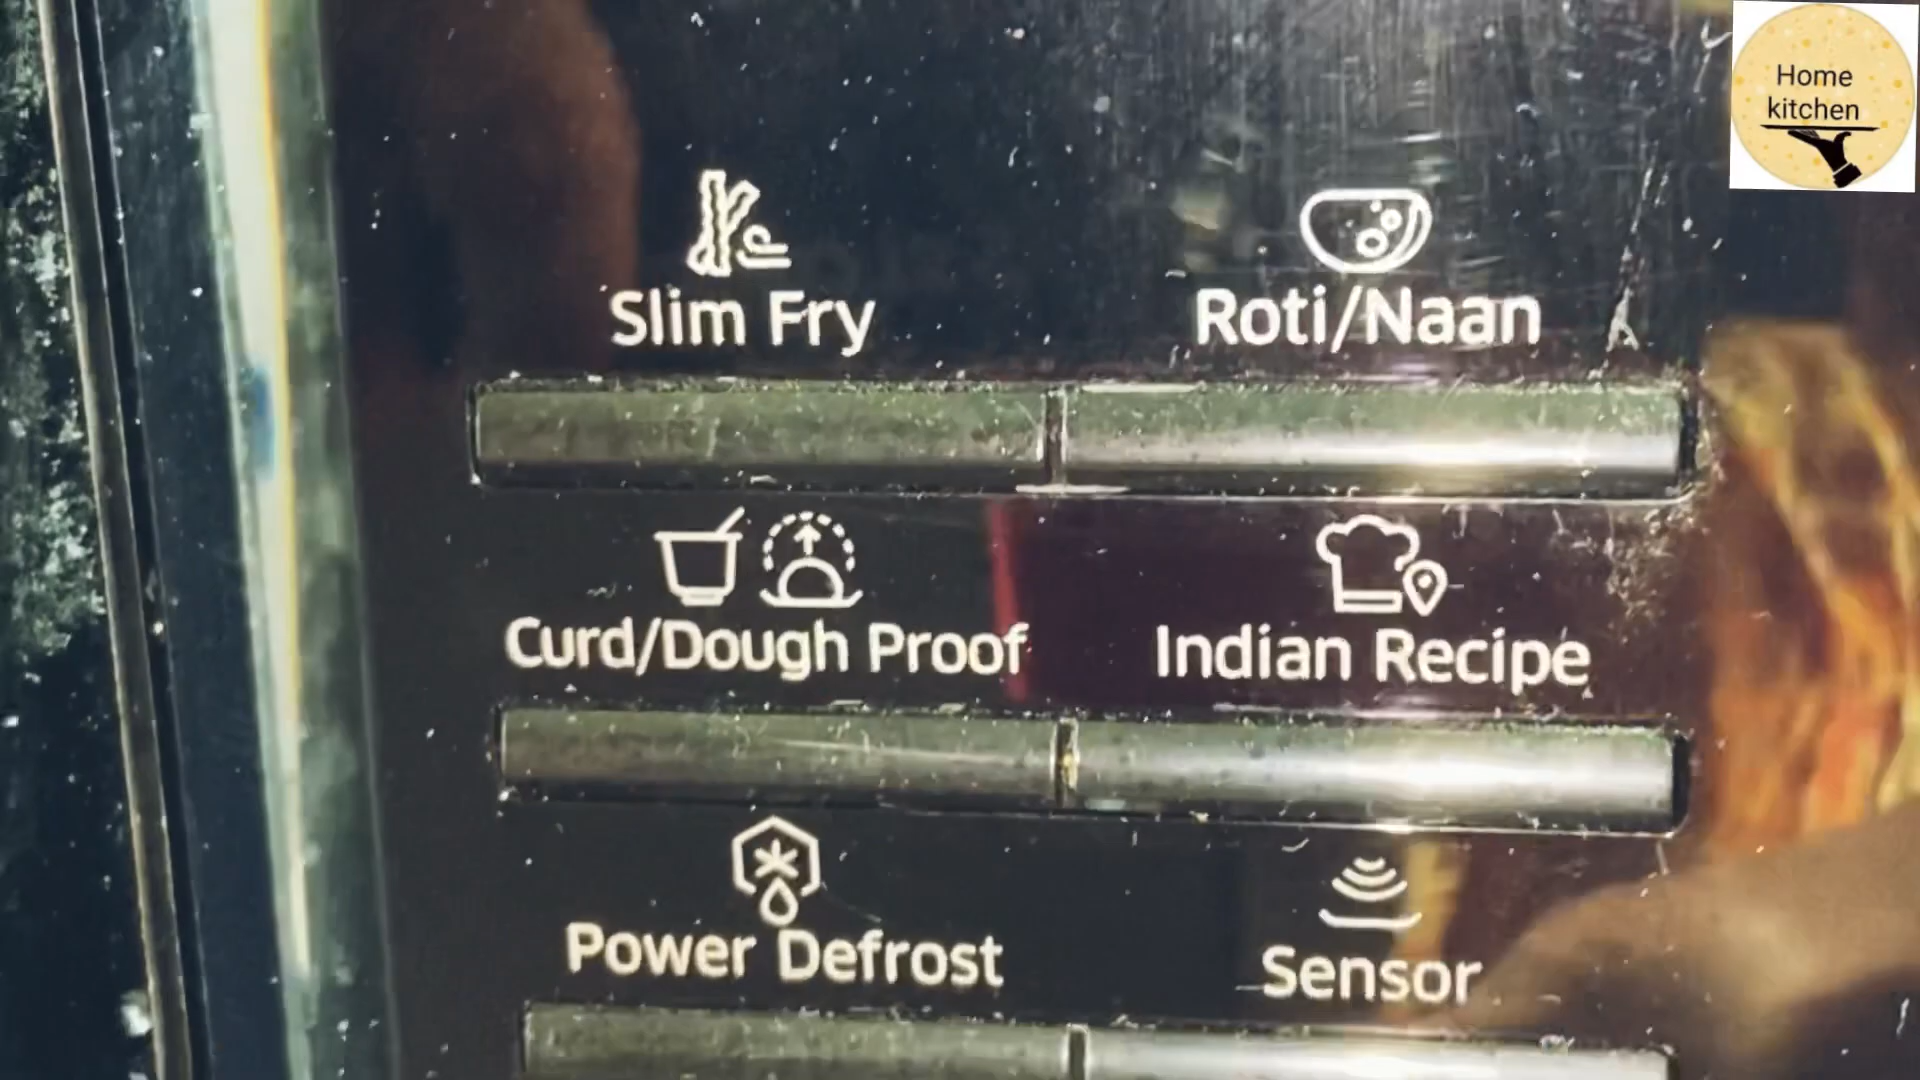 Home
kitchen
Slim Fry
Roti/Naan
Curd/Dough Proof
Indian Recipe
Power Defrost
Sensor